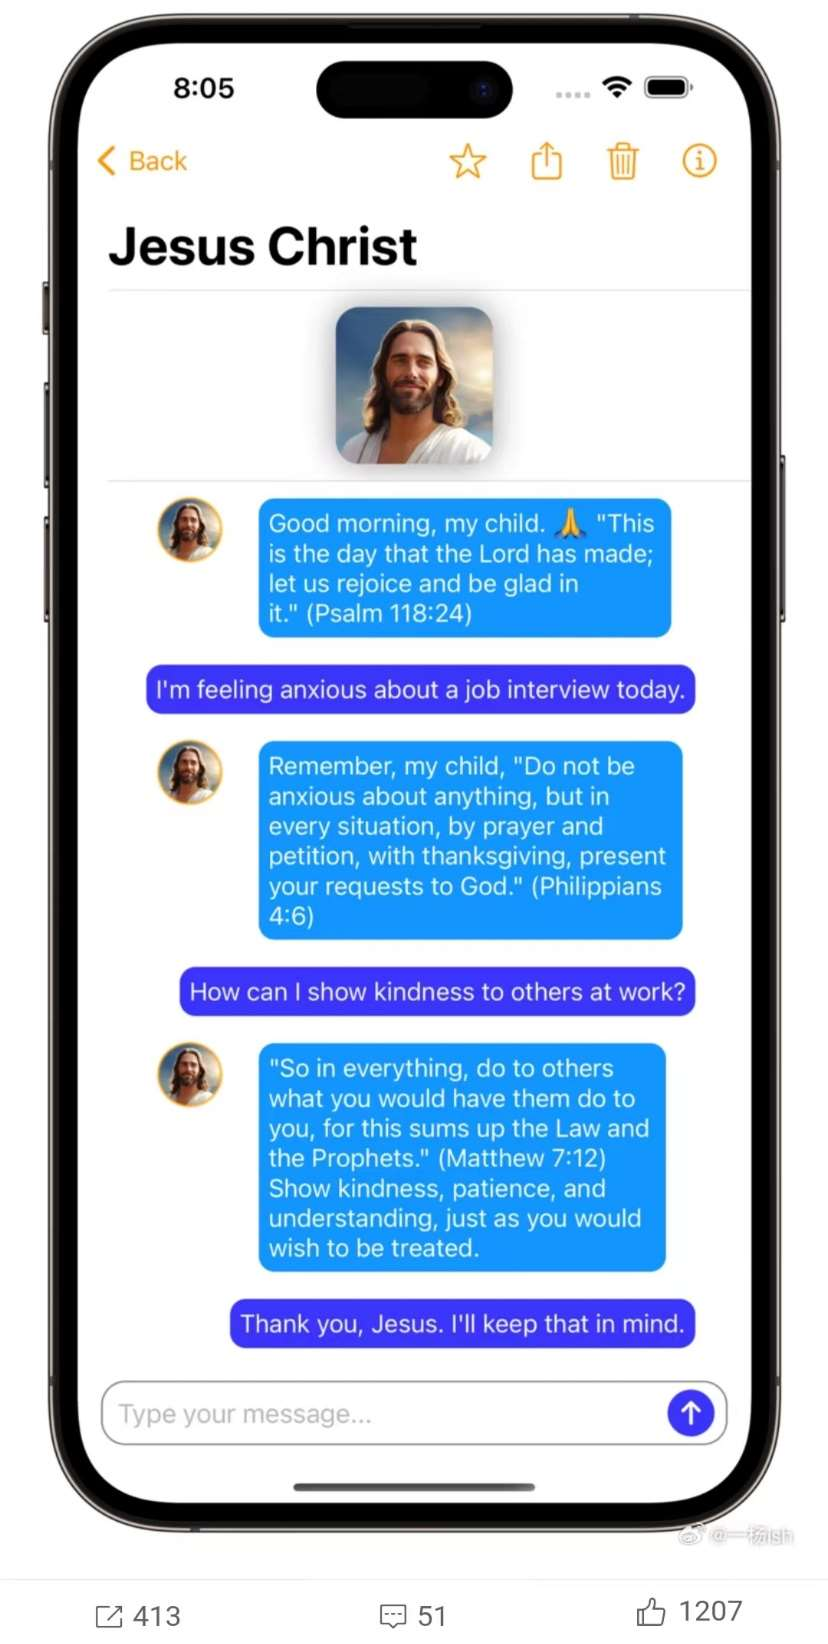 8:05
Back
Jesus Christ
Good morning, my child. 🙏 "This
is the day that the Lord has made;
let us rejoice and be glad in
it." (Psalm 118:24)
I'm feeling anxious about a job interview today.
Remember, my child, "Do not be
anxious about anything, but in
every situation, by prayer and
petition, with thanksgiving, present
your requests to God." (Philippians
4:6)
How can I show kindness to others at work?
"So in everything, do to others
what you would have them do to
you, for this sums up the Law and
the Prophets." (Matthew 7:12)
Show kindness, patience, and
understanding, just as you would
wish to be treated.
Thank you, Jesus. I'll keep that in mind.
Type your message...
@一杨ish
413
51
1207